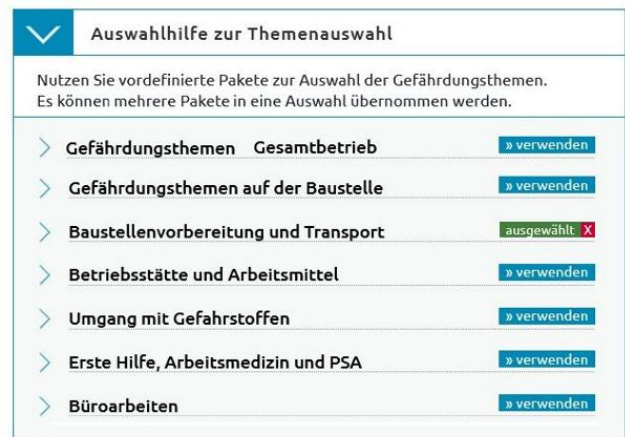 Auswahlhilfe zur Themenauswahl
Nutzen Sie vordefinierte Pakete zur Auswahl der Gefährdungsthemen.
Es können mehrere Pakete in eine Auswahl übernommen werden.
Gefährdungsthemen Gesamtbetrieb » verwenden
Gefährdungsthemen auf der Baustelle » verwenden
Baustellenvorbereitung und Transport ausgewählt X
Betriebsstätte und Arbeitsmittel » verwenden
Umgang mit Gefahrstoffen » verwenden
Erste Hilfe, Arbeitsmedizin und PSA » verwenden
Büroarbeiten » verwenden